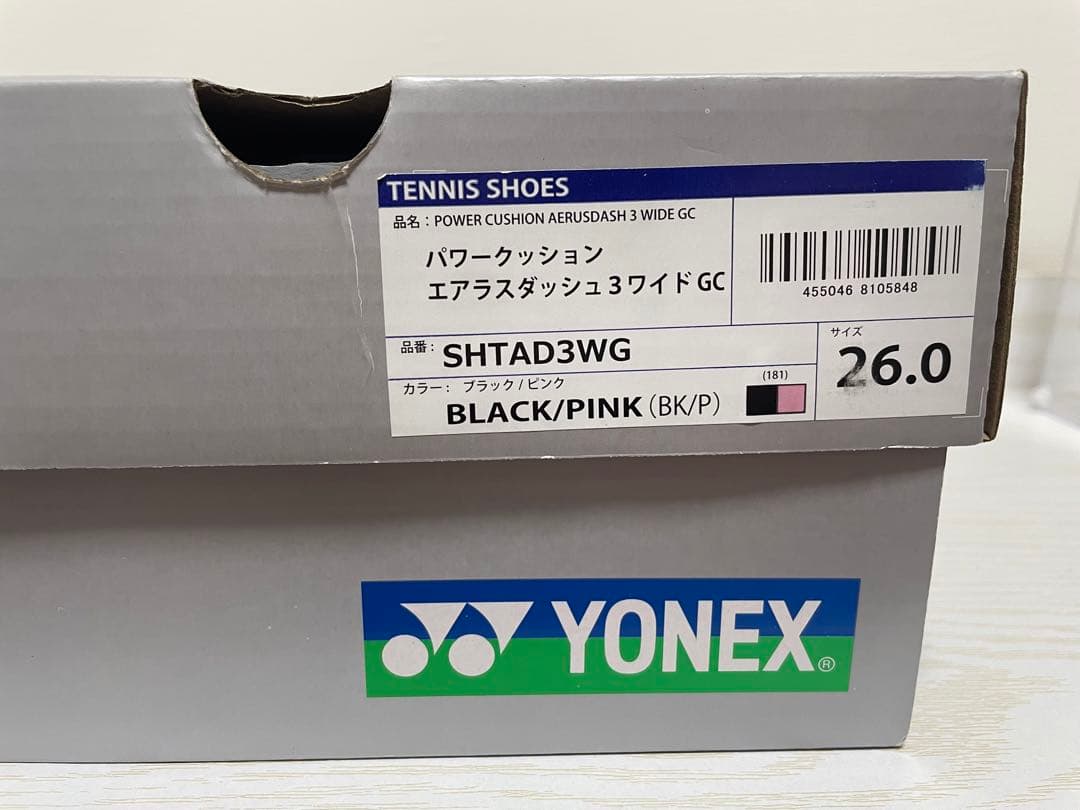 TENNIS SHOES
品名：POWER CUSHION AERUSDASH 3 WIDE GC
パワークッション
エアラスダッシュ3ワイド GC
455046 8105848
品番： SHTAD3WG
サイズ
26.0
カラー： ブラック / ピンク
(181)
BLACK/PINK (BK/P)
YONEX®